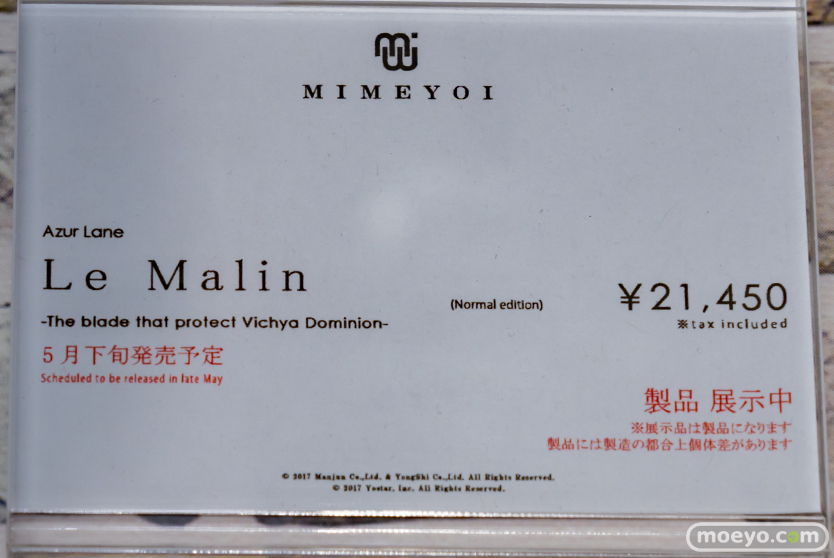 mi
MIMEYOI
Azur Lane
Le Malin
(Normal edition)
¥21,450
-The blade that protect Vichya Dominion-
※tax included
5月下旬発売予定
Scheduled to be released in late May
製品 展示中
※展示品は製品になります
製品には製造の都合上個体差があります
© 2017 Manjuu Co.,Ltd. & YongShi Co.,Ltd. All Rights Reserved.
© 2017 Yostar, Inc. All Rights Reserved.
moeyo.com